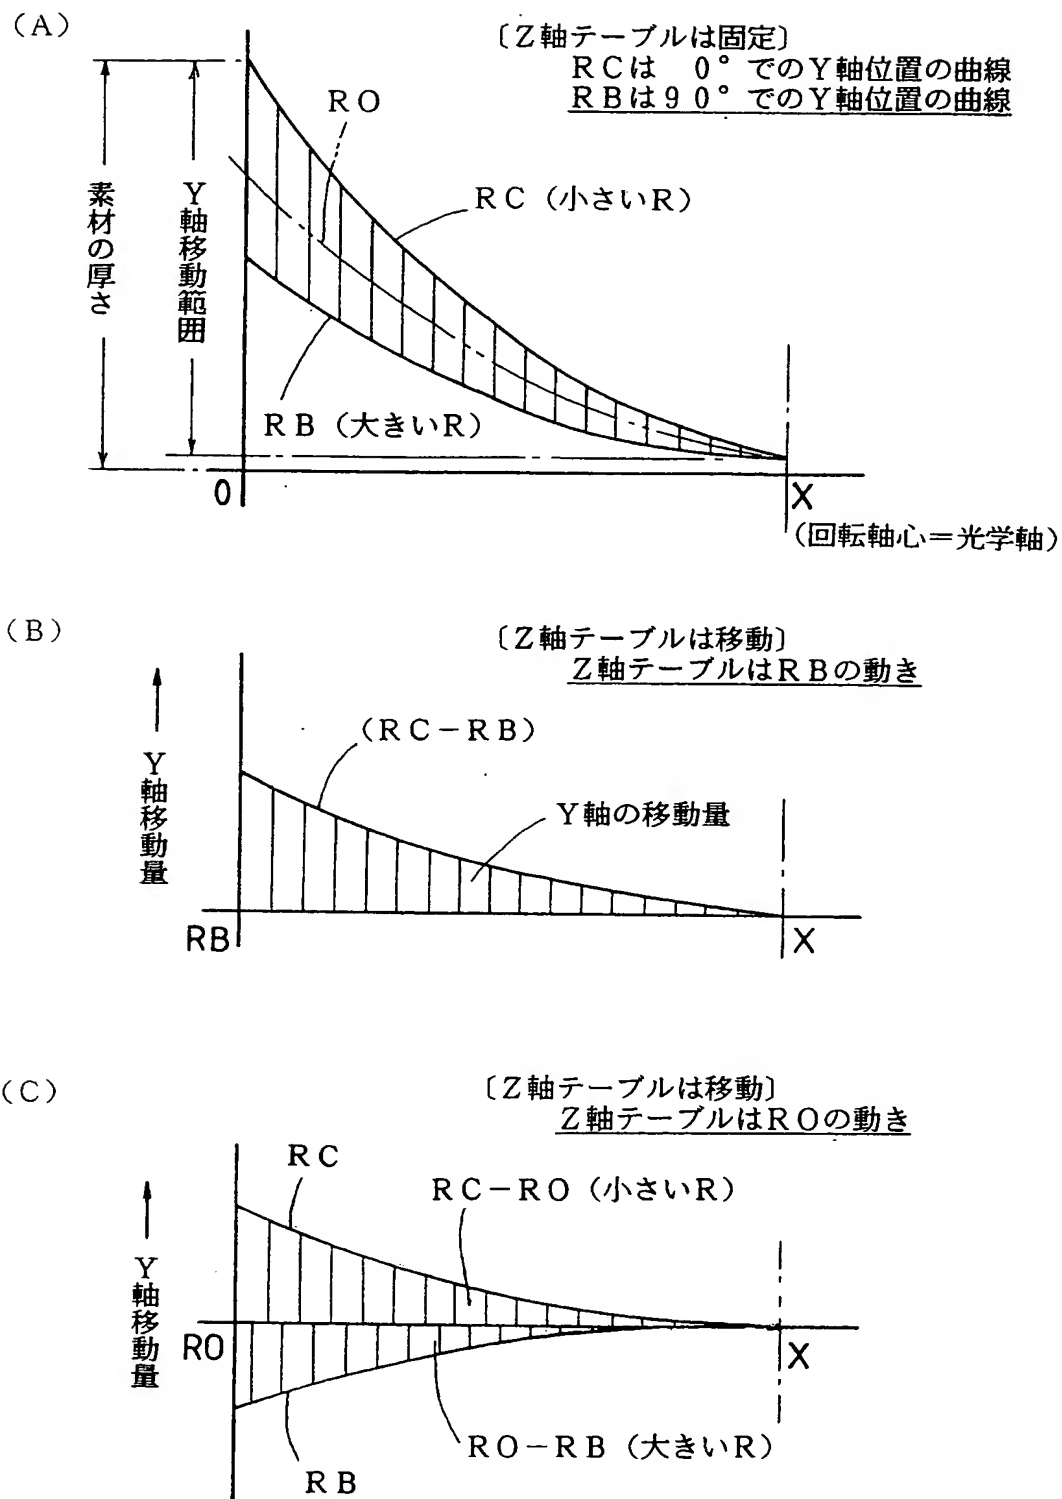 (A)
〔Z軸テーブルは固定〕
RCは 0°でのY軸位置の曲線
RBは90°でのY軸位置の曲線
RO
素材の厚さ
Y軸移動範囲
RC(小さいR)
RB(大きいR)
0
X
(回転軸心=光学軸)
(B)
〔Z軸テーブルは移動〕
Z軸テーブルはRBの動き
(RC-RB)
Y軸移動量
Y軸の移動量
RB
X
(C)
〔Z軸テーブルは移動〕
Z軸テーブルはROの動き
RC
RC-RO(小さいR)
Y軸移動量
RO
X
RO-RB(大きいR)
RB